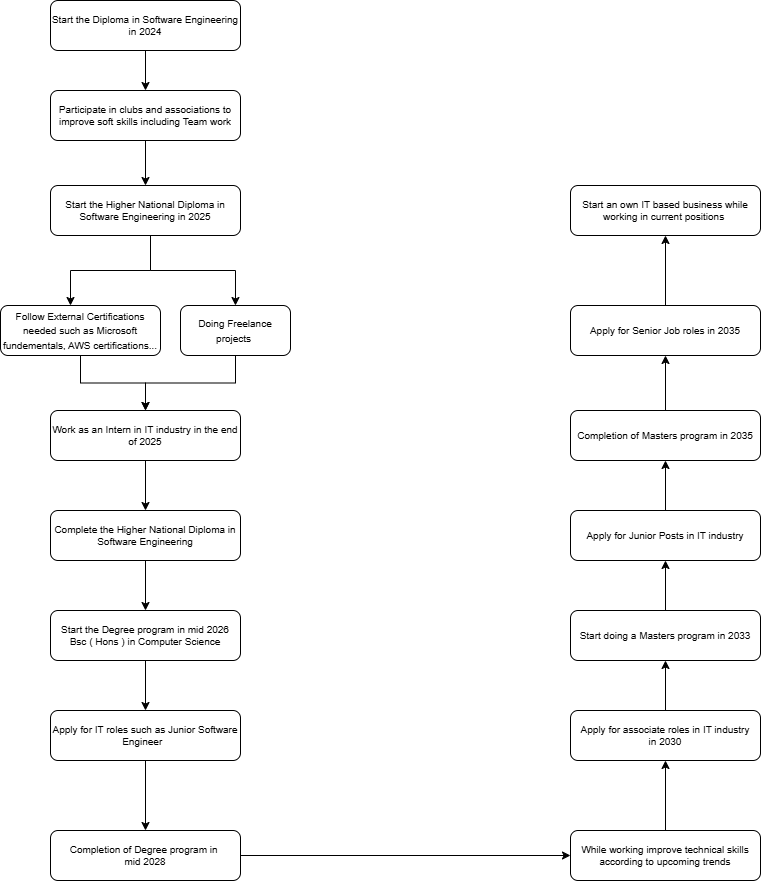 Start the Diploma in Software Engineering
in 2024
Participate in clubs and associations to
improve soft skills including Team work
Start the Higher National Diploma in
Software Engineering in 2025
Follow External Certifications
needed such as Microsoft
fundementals, AWS certifications...
Doing Freelance
projects
Work as an Intern in IT industry in the end
of 2025
Complete the Higher National Diploma in
Software Engineering
Start the Degree program in mid 2026
Bsc ( Hons ) in Computer Science
Apply for IT roles such as Junior Software
Engineer
Completion of Degree program in
mid 2028
While working improve technical skills
according to upcoming trends
Apply for associate roles in IT industry
in 2030
Start doing a Masters program in 2033
Apply for Junior Posts in IT industry
Completion of Masters program in 2035
Apply for Senior Job roles in 2035
Start an own IT based business while
working in current positions